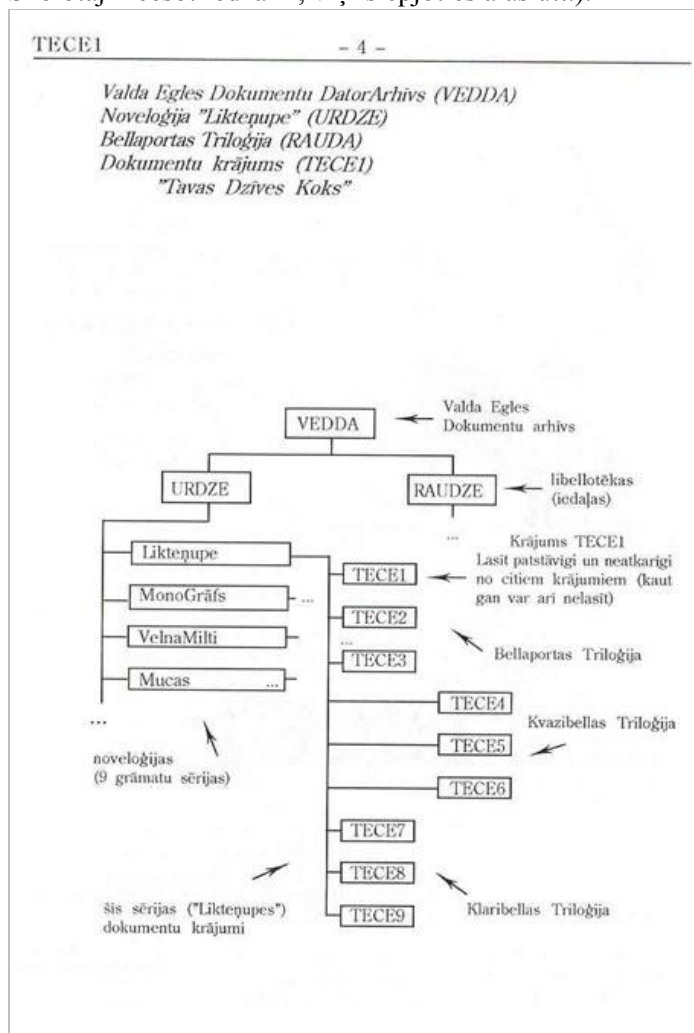 TECE1
– 4 –
Valda Egles Dokumentu DatorArhīvs (VEDDA)
Noveloģija "Likteņupe" (URDZE)
Bellaportas Triloģija (RAUDA)
Dokumentu krājums (TECE1)
"Tavas Dzīves Koks"
VEDDA
Valda Egles
Dokumentu arhīvs
URDZE
RAUDZE
libellotēkas
(iedaļas)
...
Krājums TECE1
Lasīt patstāvīgi un neatkarīgi
no citiem krājumiem (kaut
gan var arī nelasīt)
Likteņupe
TECE1
MonoGrāfs
...
TECE2
VelnaMilti
...
TECE3
Bellaportas Triloģija
Mucas
...
TECE4
...
Kvazibellas Triloģija
TECE5
noveloģijas
(9 grāmatu sērijas)
TECE6
TECE7
TECE8
šīs sērijas ("Likteņupes")
dokumentu krājumi
Klaribellas Triloģija
TECE9